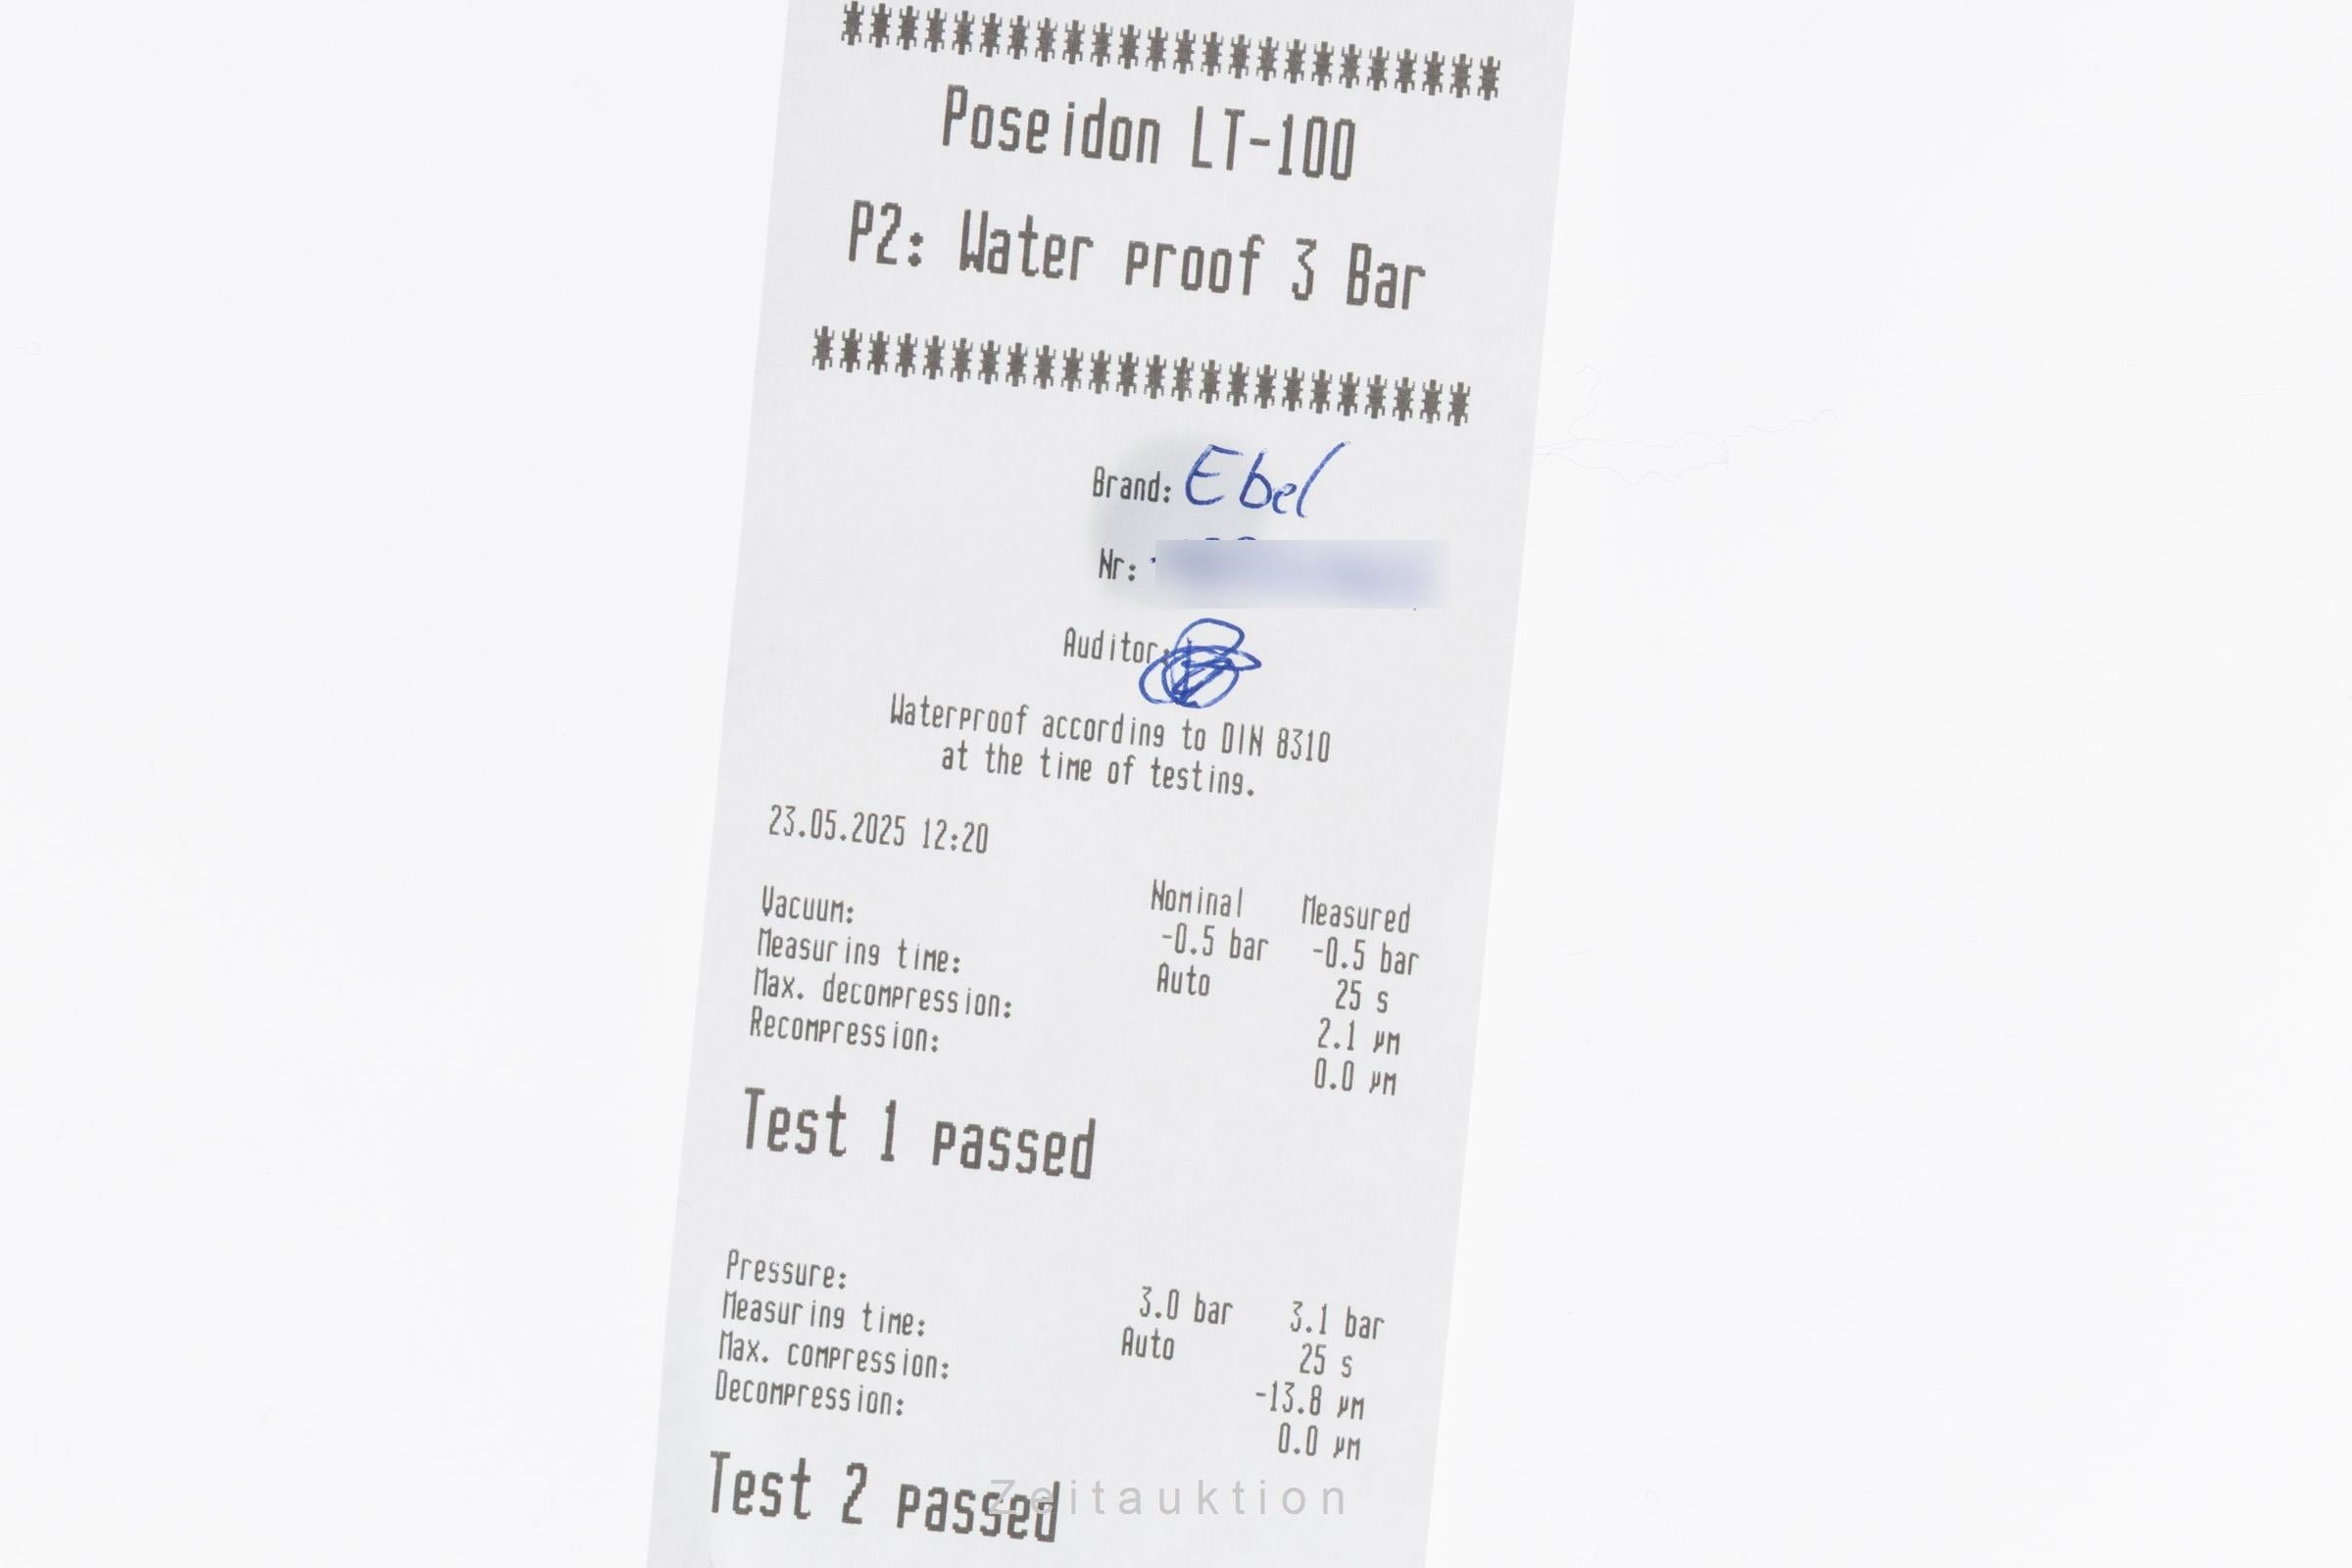 ************************
Poseidon LT-100
P2: Water proof 3 Bar
************************
Brand: Ebel
Nr:
Auditor:
Waterproof according to DIN 8310
at the time of testing.
23.05.2025 12:20
Nominal Measured
Vacuum: -0.5 bar -0.5 bar
Measuring time: Auto 25 s
Max. decompression: 2.1 µm
Recompression: 0.0 µm
Test 1 passed
Pressure: 3.0 bar 3.1 bar
Measuring time: Auto 25 s
Max. compression: -13.8 µm
Decompression: 0.0 µm
Test 2 passed
Zeitauktion